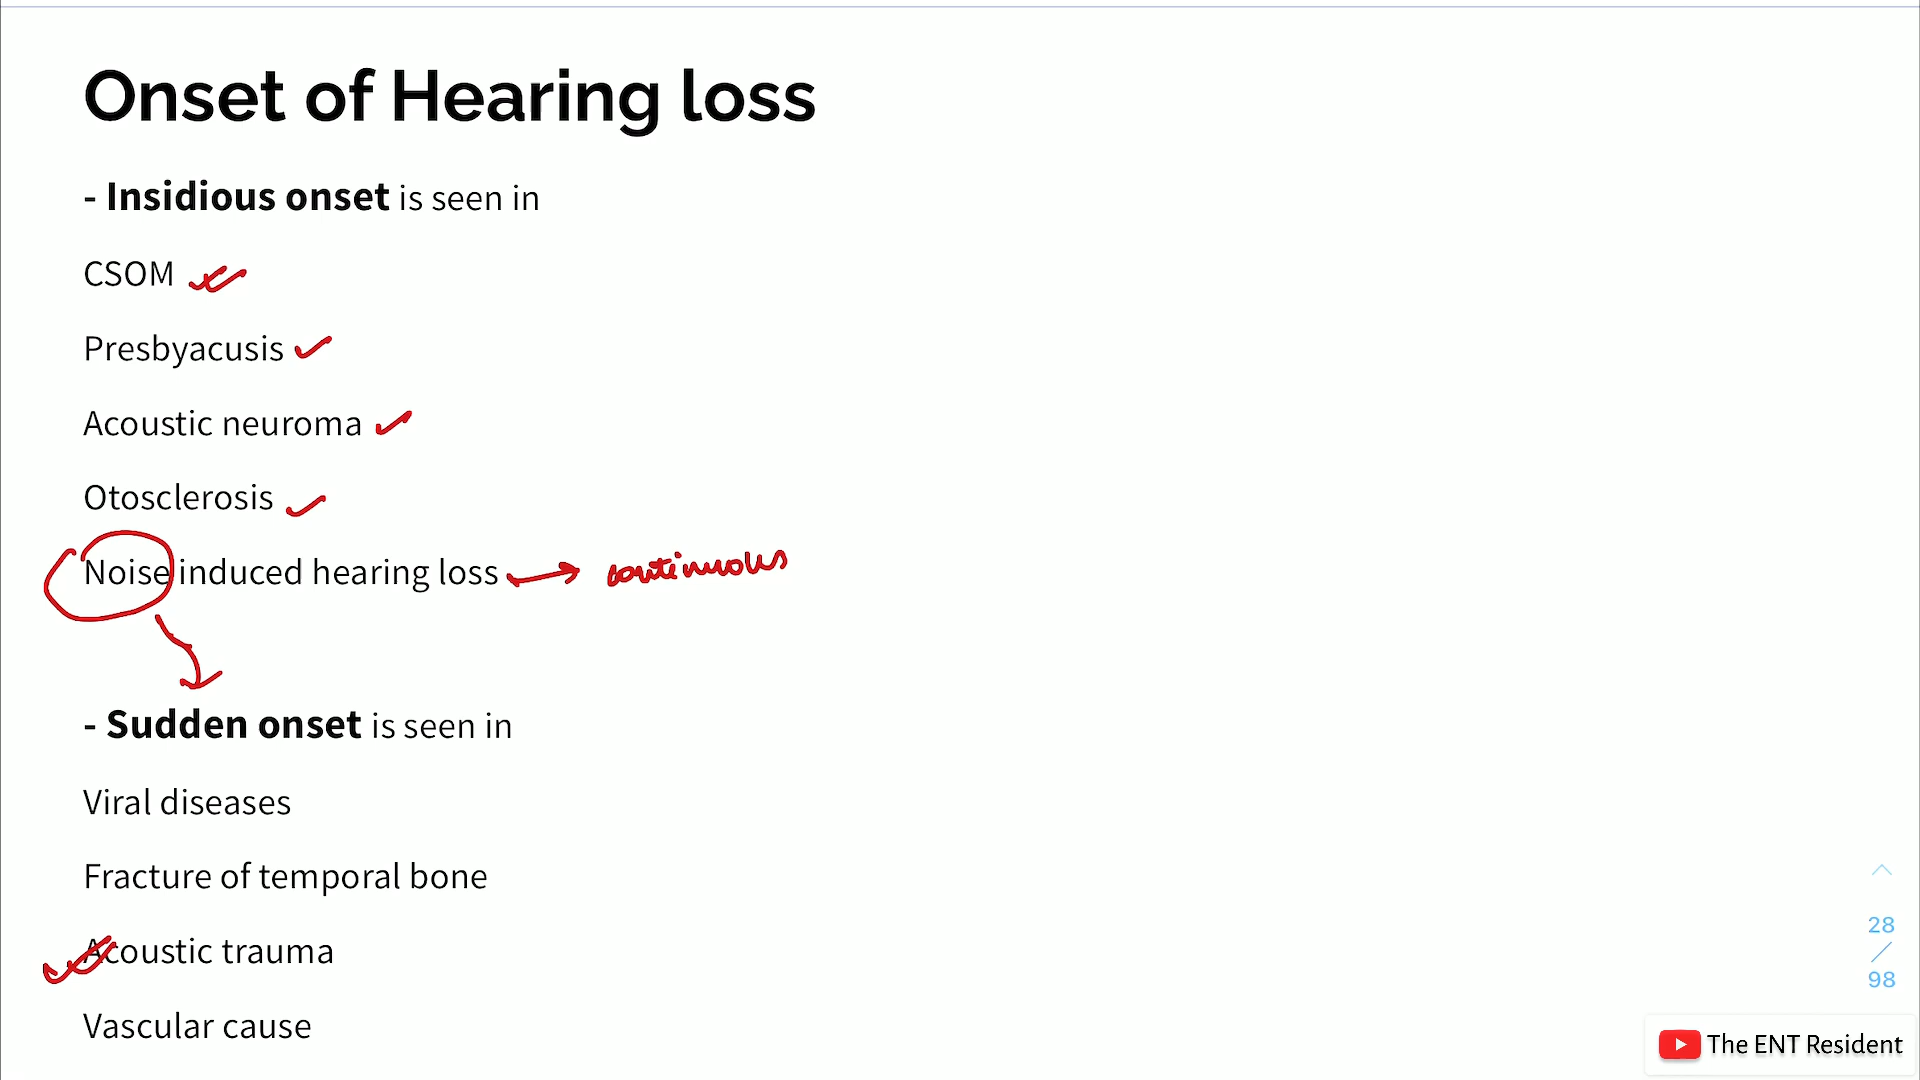 Onset of Hearing loss
- Insidious onset is seen in
CSOM
Presbyacusis
Acoustic neuroma
Otosclerosis
Noise induced hearing loss → continuous
- Sudden onset is seen in
Viral diseases
Fracture of temporal bone
Acoustic trauma
Vascular cause
28
/
98
The ENT Resident